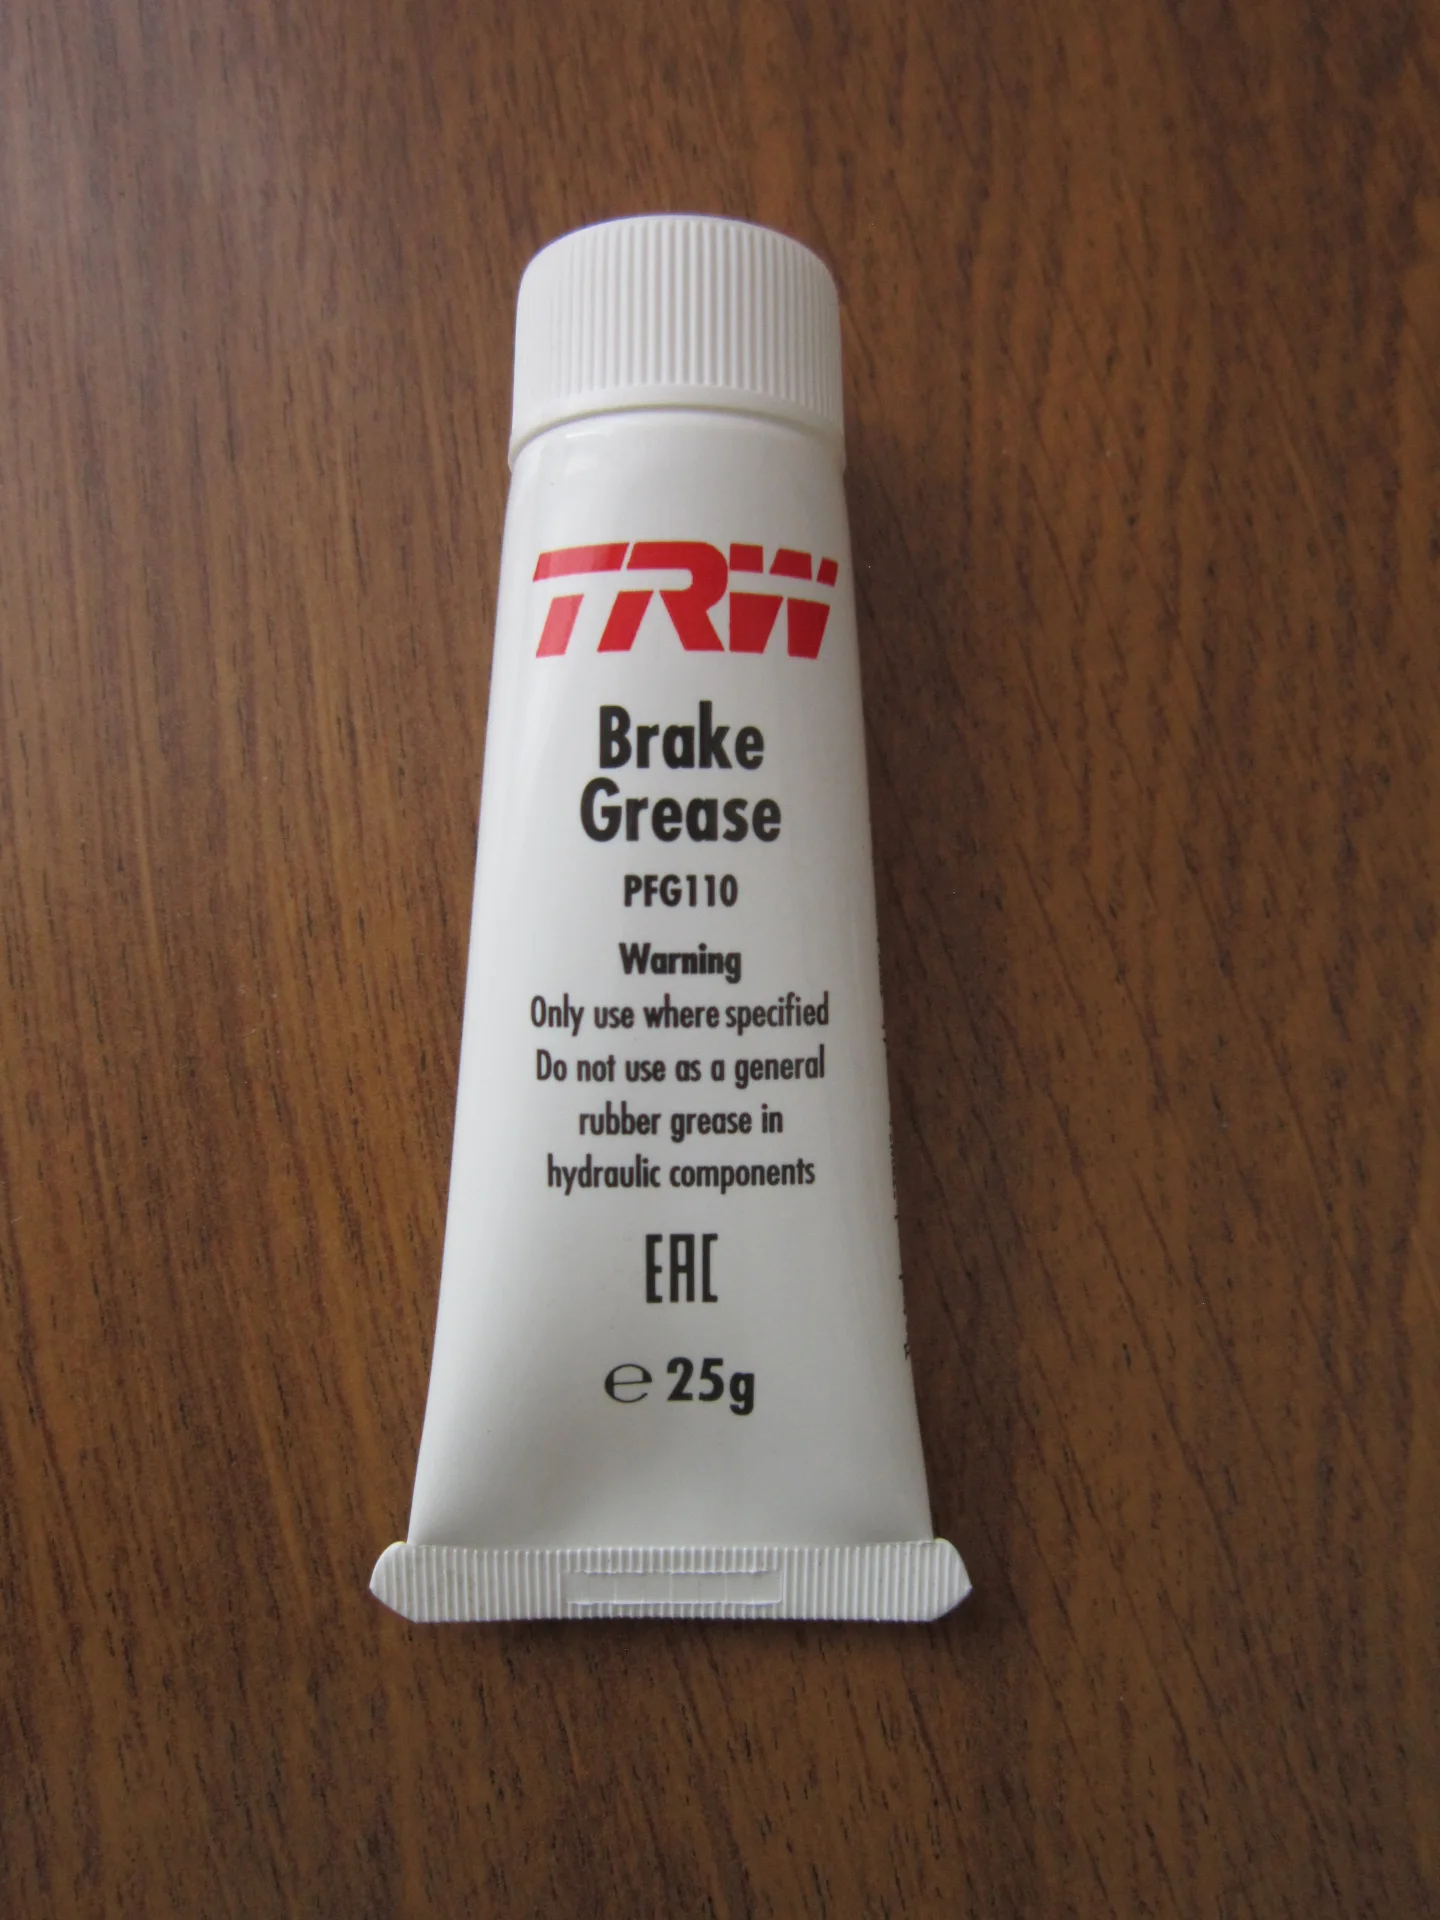 TRW
Brake
Grease
PFG110
Warning
Only use where specified
Do not use as a general
rubber grease in
hydraulic components
EAC
℮ 25g